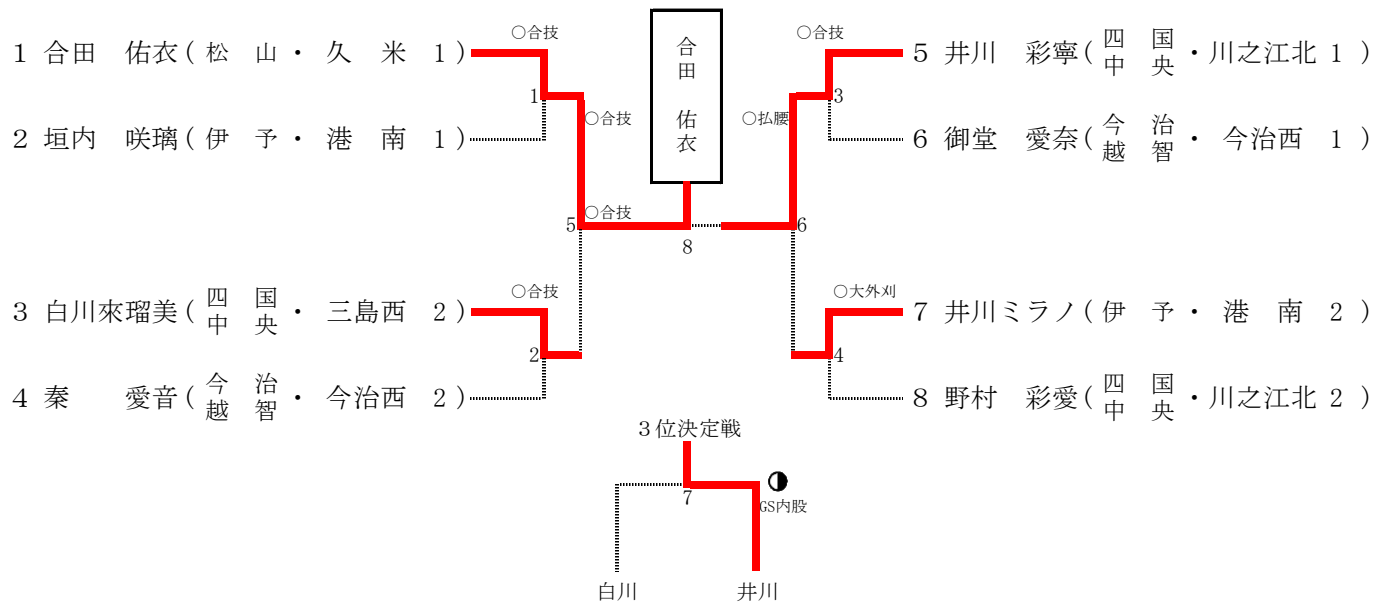 ○合技
○合技
合田　佑衣
1 合田　佑衣(松　山・久　米 1)
5 井川　彩寧(四国中央・川之江北 1)
1
3
○合技
○払腰
2 垣内　咲璃(伊　予・港　南 1)
6 御堂　愛奈(今治越智・今治西 1)
○合技
5
8
6
○合技
○大外刈
3 白川來瑠美(四国中央・三島西 2)
7 井川ミラノ(伊　予・港　南 2)
2
4
4 秦　　愛音(今治越智・今治西 2)
8 野村　彩愛(四国中央・川之江北 2)
３位決定戦
7
GS内股
白川
井川